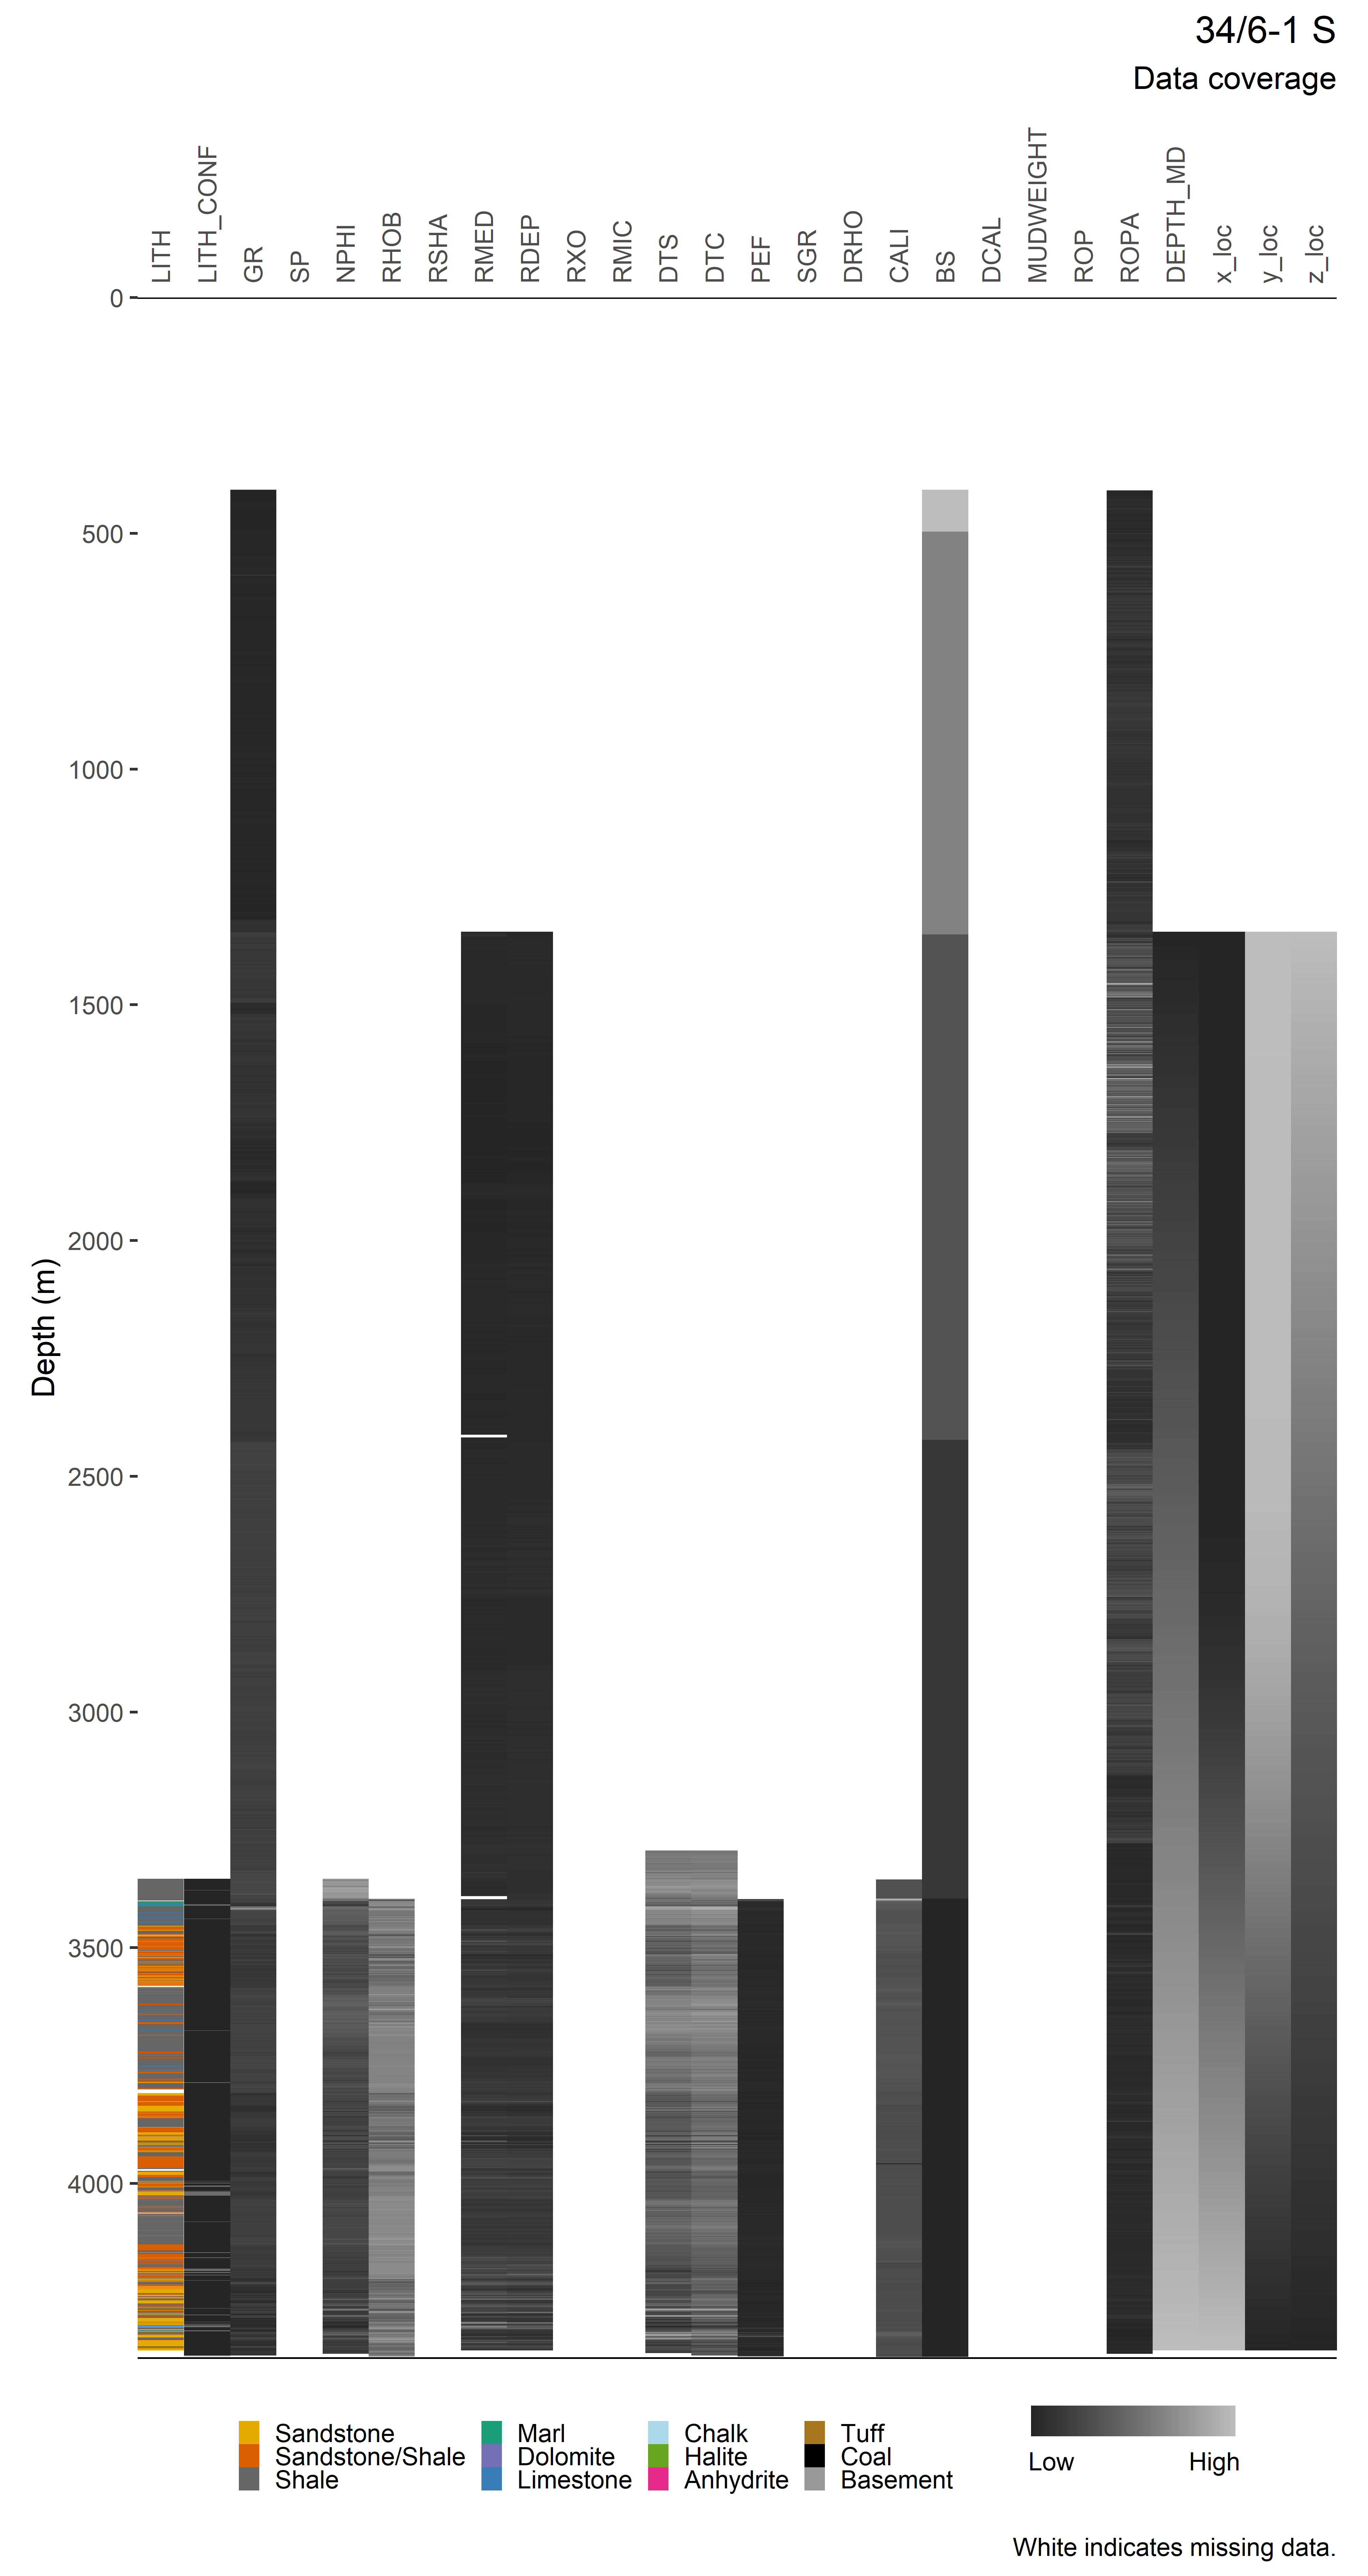 34/6-1 S
Data coverage
LITH
LITH_CONF
GR
SP
NPHI
RHOB
RSHA
RMED
RDEP
RXO
RMIC
DTS
DTC
PEF
SGR
DRHO
CALI
BS
DCAL
MUDWEIGHT
ROP
ROPA
DEPTH_MD
x_loc
y_loc
z_loc
0
500
1000
1500
2000
2500
3000
3500
4000
Depth (m)
Sandstone
Sandstone/Shale
Shale
Marl
Dolomite
Limestone
Chalk
Halite
Anhydrite
Tuff
Coal
Basement
Low
High
White indicates missing data.